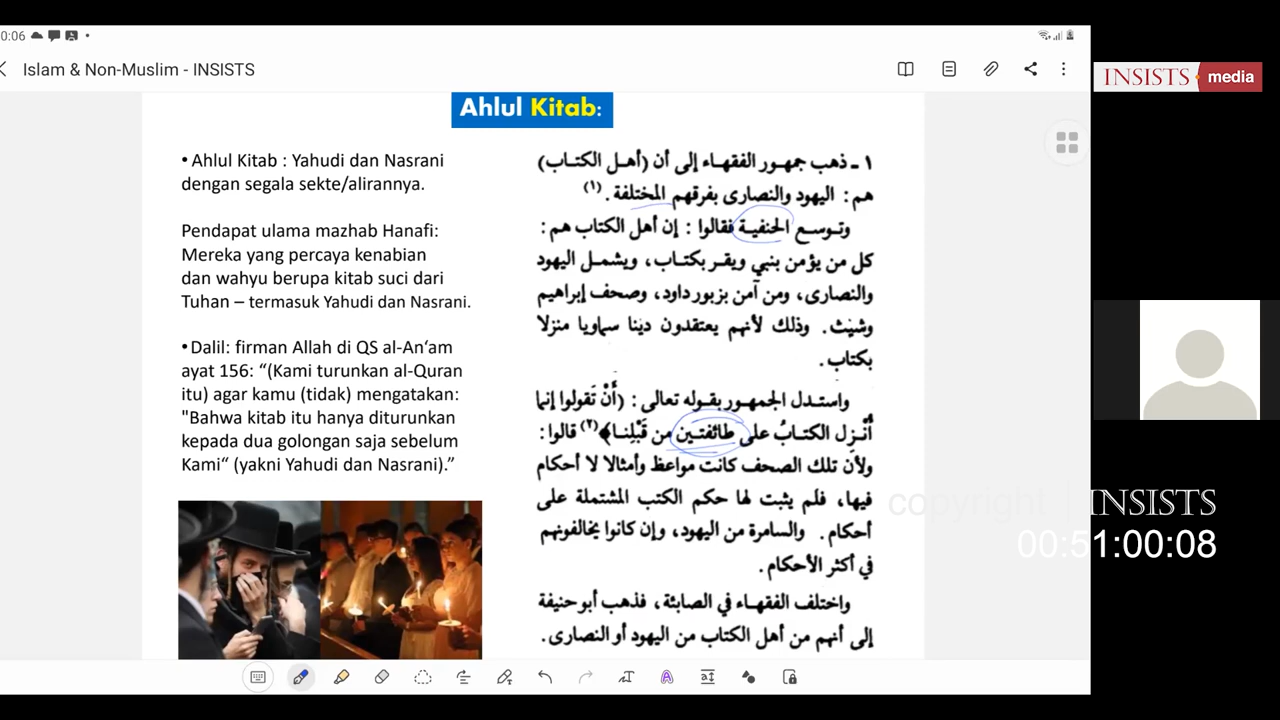 0:06
Islam & Non-Muslim - INSISTS
INSISTS media
Ahlul Kitab:
• Ahlul Kitab : Yahudi dan Nasrani
dengan segala sekte/alirannya.
Pendapat ulama mazhab Hanafi:
Mereka yang percaya kenabian
dan wahyu berupa kitab suci dari
Tuhan – termasuk Yahudi dan Nasrani.
•Dalil: firman Allah di QS al-An‘am
ayat 156: “(Kami turunkan al-Quran
itu) agar kamu (tidak) mengatakan:
"Bahwa kitab itu hanya diturunkan
kepada dua golongan saja sebelum
Kami“ (yakni Yahudi dan Nasrani).”
١ ـ ذهب جمهور الفقهاء إلى أن (أهل الكتاب)
هم : اليهود والنصارى بفرقهم المختلفة . (١)
وتوسع الحنفية فقالوا : إن أهل الكتاب هم :
كل من يؤمن بنبي ويقر بكتاب، ويشمل اليهود
والنصارى، ومن آمن بزبور داود، وصحف إبراهيم
وشيث . وذلك لأنهم يعتقدون دينا سماويا منزلا
بكتاب .
واستدل الجمهور بقوله تعالى : (أَنْ تَقولوا إنما
أُنْزِل الكتابُ على طائفتين من قَبْلِنا﴾(٢) قالوا :
ولأن تلك الصحف كانت مواعظ وأمثالا لا أحكام
فيها، فلم يثبت لها حكم الكتب المشتملة على
أحكام . والسامرة من اليهود، وإن كانوا يخالفونهم
في أكثر الأحكام .
واختلف الفقهاء في الصابئة، فذهب أبو حنيفة
إلى أنهم من أهل الكتاب من اليهود أو النصارى .
copyright | INSISTS
00:51:00:08